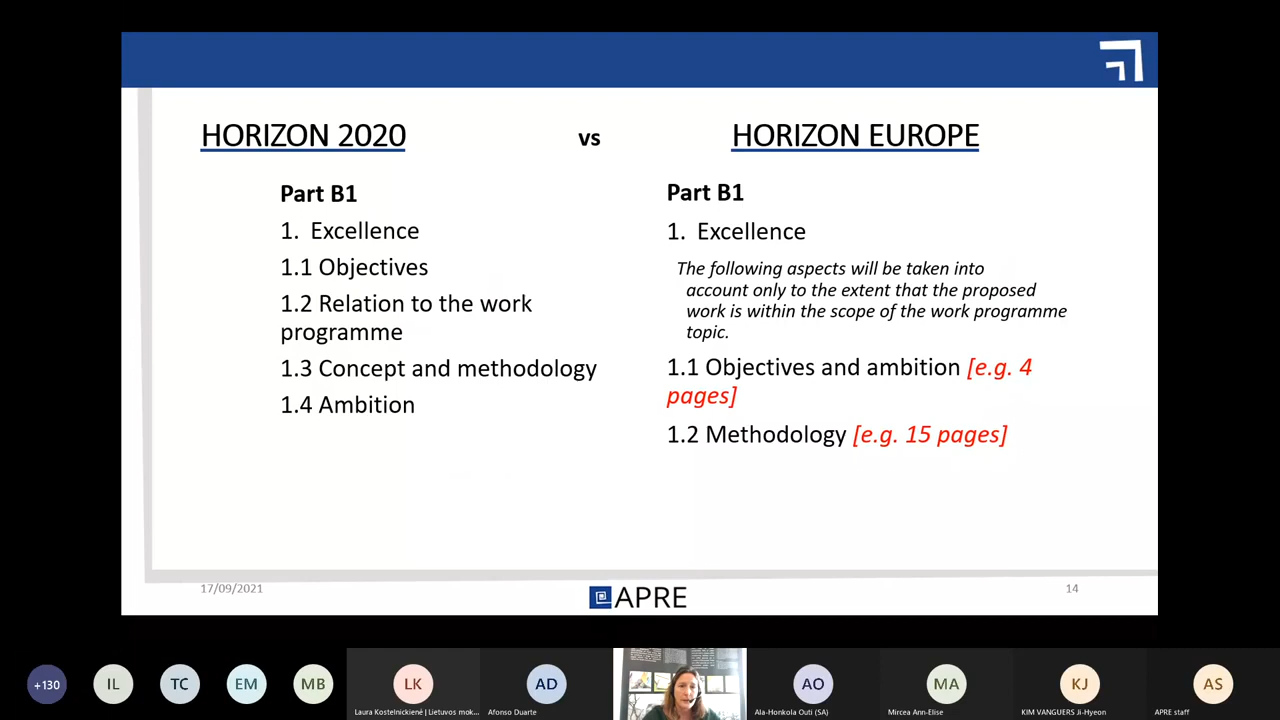 HORIZON 2020
vs
HORIZON EUROPE
Part B1
1. Excellence
1.1 Objectives
1.2 Relation to the work
programme
1.3 Concept and methodology
1.4 Ambition
Part B1
1. Excellence
The following aspects will be taken into
account only to the extent that the proposed
work is within the scope of the work programme
topic.
1.1 Objectives and ambition [e.g. 4
pages]
1.2 Methodology [e.g. 15 pages]
17/09/2021
APRE
14
+130
IL
TC
EM
MB
LK
Laura Kostelnickienė | Lietuvos mok...
AD
Afonso Duarte
AO
Ala-Honkola Outi (SA)
MA
Mircea Ann-Elise
KJ
KIM VANGUERS Ji-Hyeon
AS
APRE staff